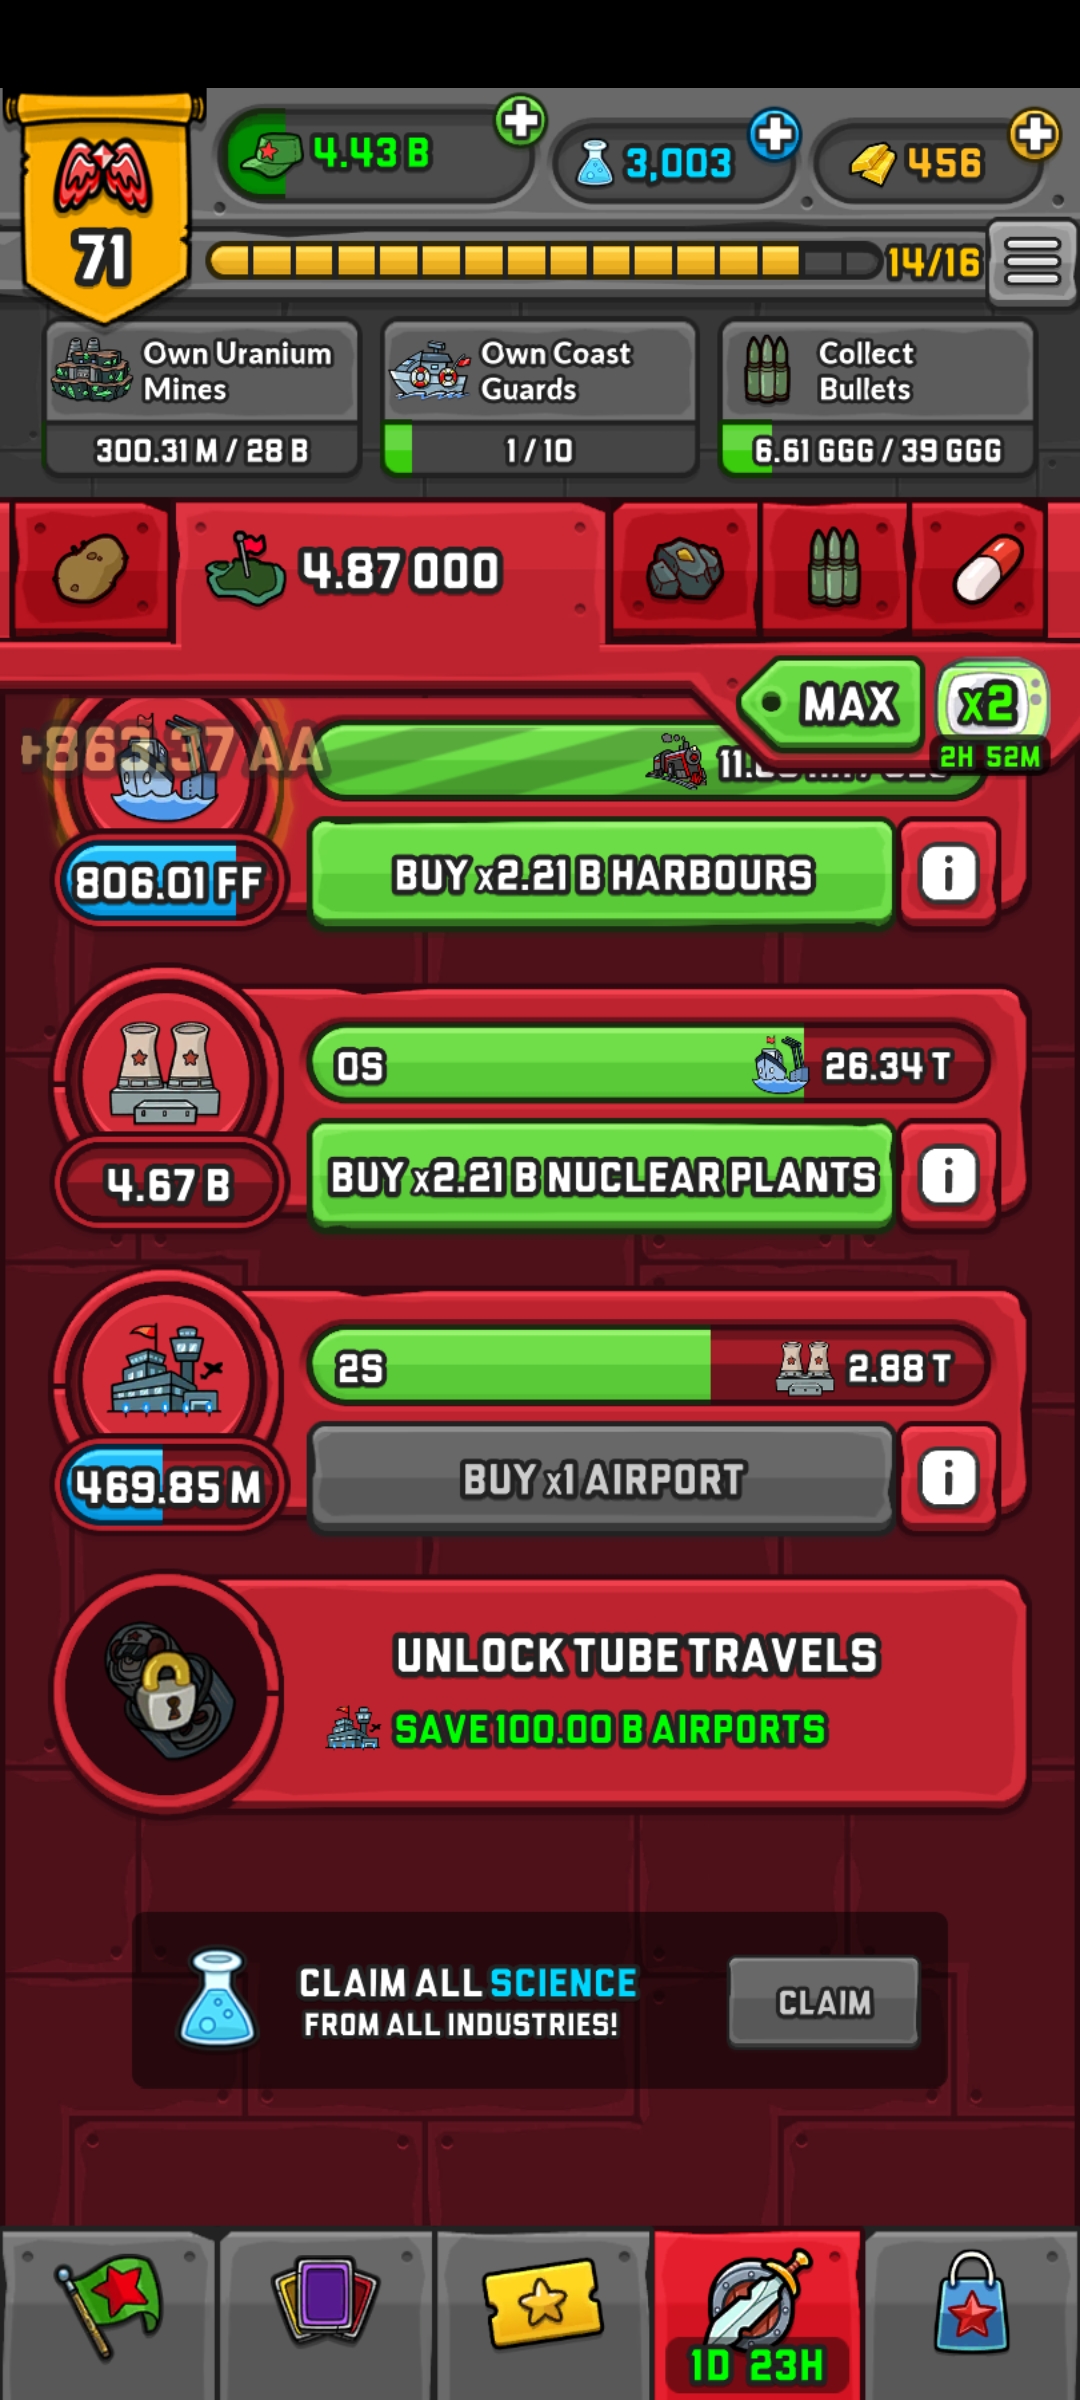 71
4.43 B
3,003
456
14/16
Own Uranium
Mines
300.31 M / 28 B
Own Coast
Guards
1 / 10
Collect
Bullets
6.61 GGG / 39 GGG
4.87 000
MAX
x2
2H 52M
+863.37 AA
806.01 FF
BUY x2.21 B HARBOURS
i
0S
26.34 T
4.67 B
BUY x2.21 B NUCLEAR PLANTS
i
2S
2.88 T
469.85 M
BUY x1 AIRPORT
i
UNLOCK TUBE TRAVELS
SAVE 100.00 B AIRPORTS
CLAIM ALL SCIENCE
FROM ALL INDUSTRIES!
CLAIM
1D 23H